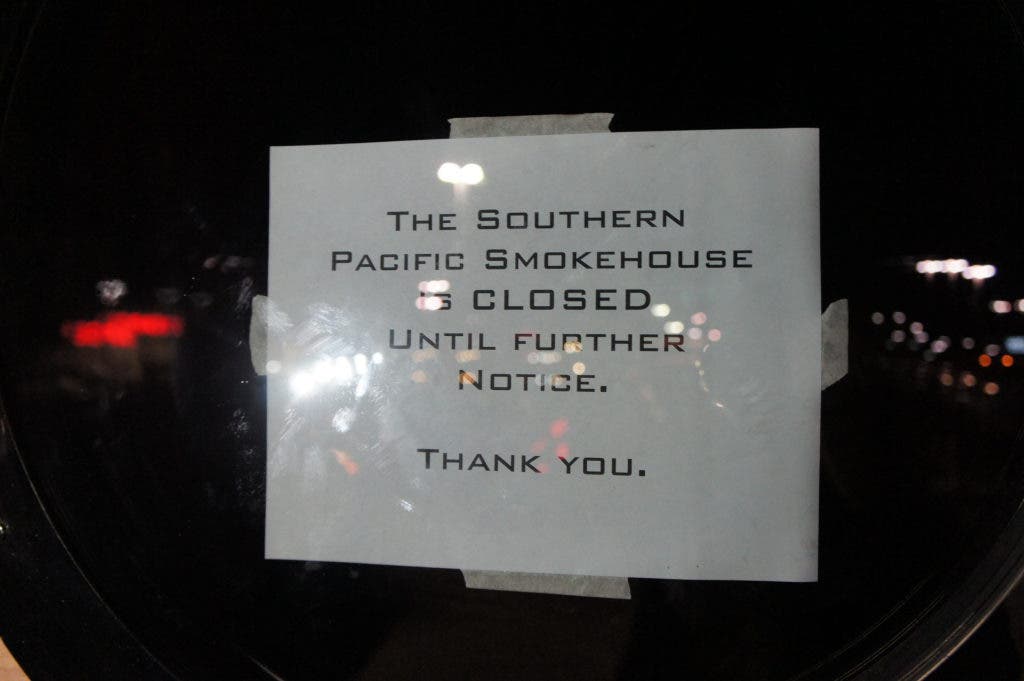 The Southern
Pacific Smokehouse
is CLOSED
Until further
Notice.
Thank you.